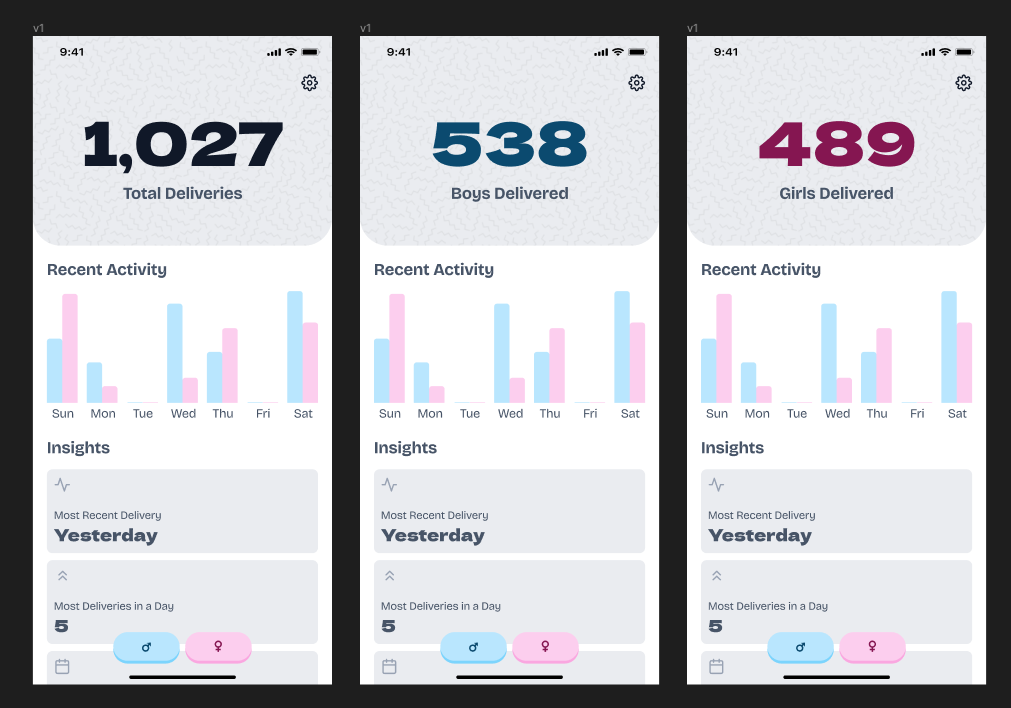 v1
9:41
1,027
Total Deliveries
Recent Activity
Sun Mon Tue Wed Thu Fri Sat
Insights
Most Recent Delivery
Yesterday
Most Deliveries in a Day
5
v1
9:41
538
Boys Delivered
Recent Activity
Sun Mon Tue Wed Thu Fri Sat
Insights
Most Recent Delivery
Yesterday
Most Deliveries in a Day
5
v1
9:41
489
Girls Delivered
Recent Activity
Sun Mon Tue Wed Thu Fri Sat
Insights
Most Recent Delivery
Yesterday
Most Deliveries in a Day
5